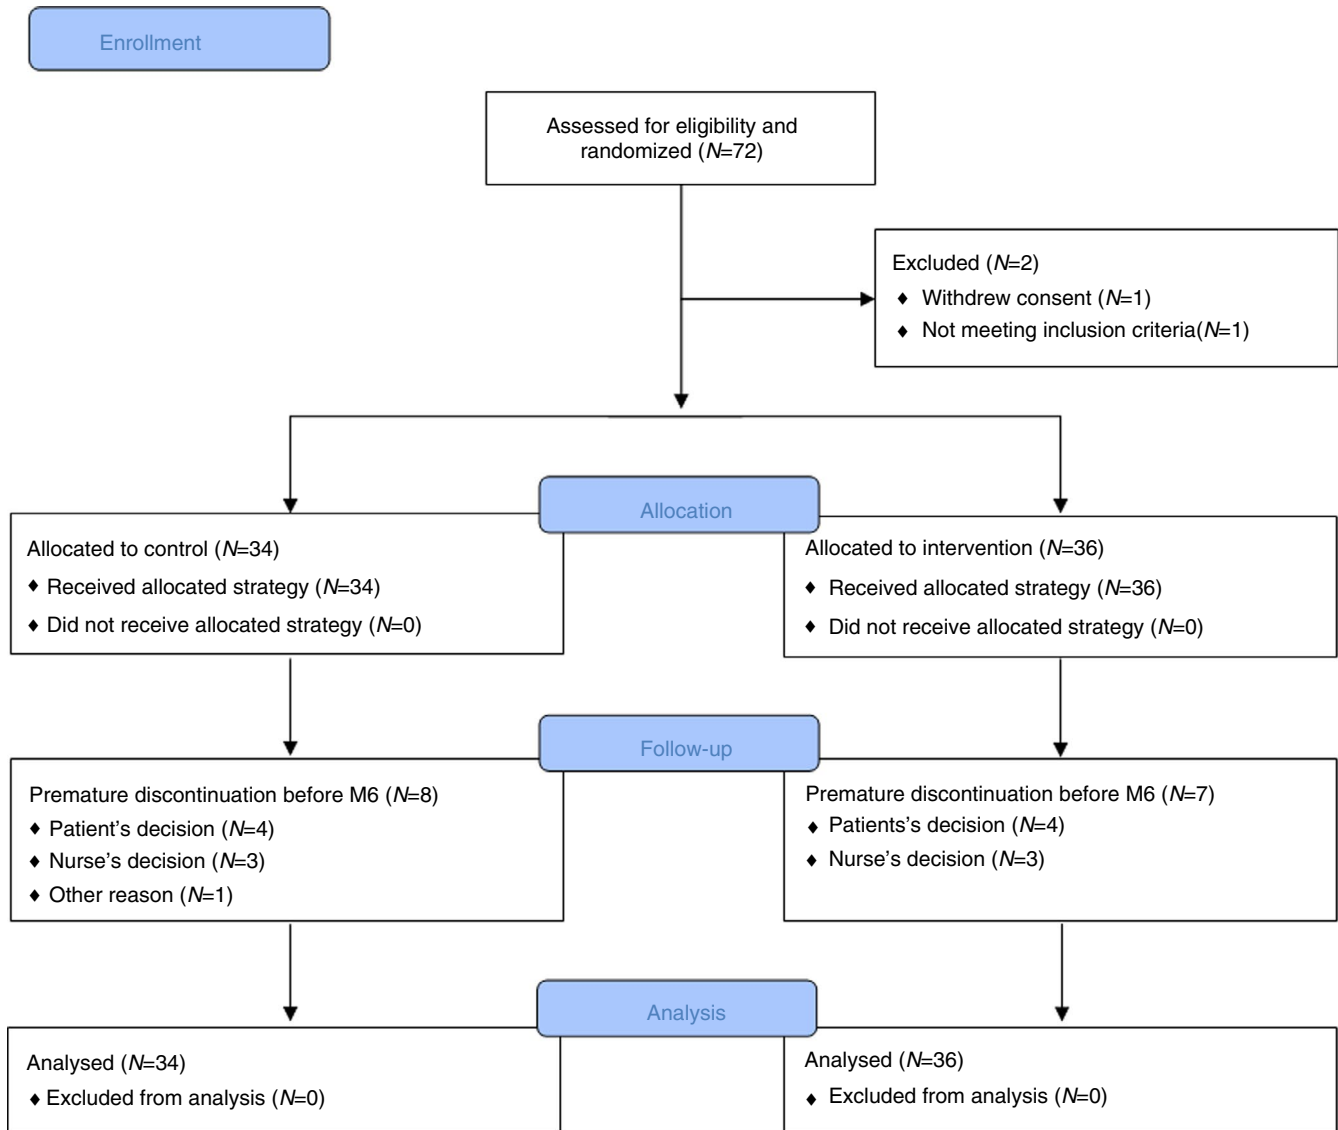 Enrollment
Assessed for eligibility and
randomized (N=72)
Excluded (N=2)
♦ Withdrew consent (N=1)
♦ Not meeting inclusion criteria(N=1)
Allocation
Allocated to control (N=34)
♦ Received allocated strategy (N=34)
♦ Did not receive allocated strategy (N=0)
Allocated to intervention (N=36)
♦ Received allocated strategy (N=36)
♦ Did not receive allocated strategy (N=0)
Follow-up
Premature discontinuation before M6 (N=8)
♦ Patient’s decision (N=4)
♦ Nurse’s decision (N=3)
♦ Other reason (N=1)
Premature discontinuation before M6 (N=7)
♦ Patients’s decision (N=4)
♦ Nurse’s decision (N=3)
Analysis
Analysed (N=34)
♦ Excluded from analysis (N=0)
Analysed (N=36)
♦ Excluded from analysis (N=0)